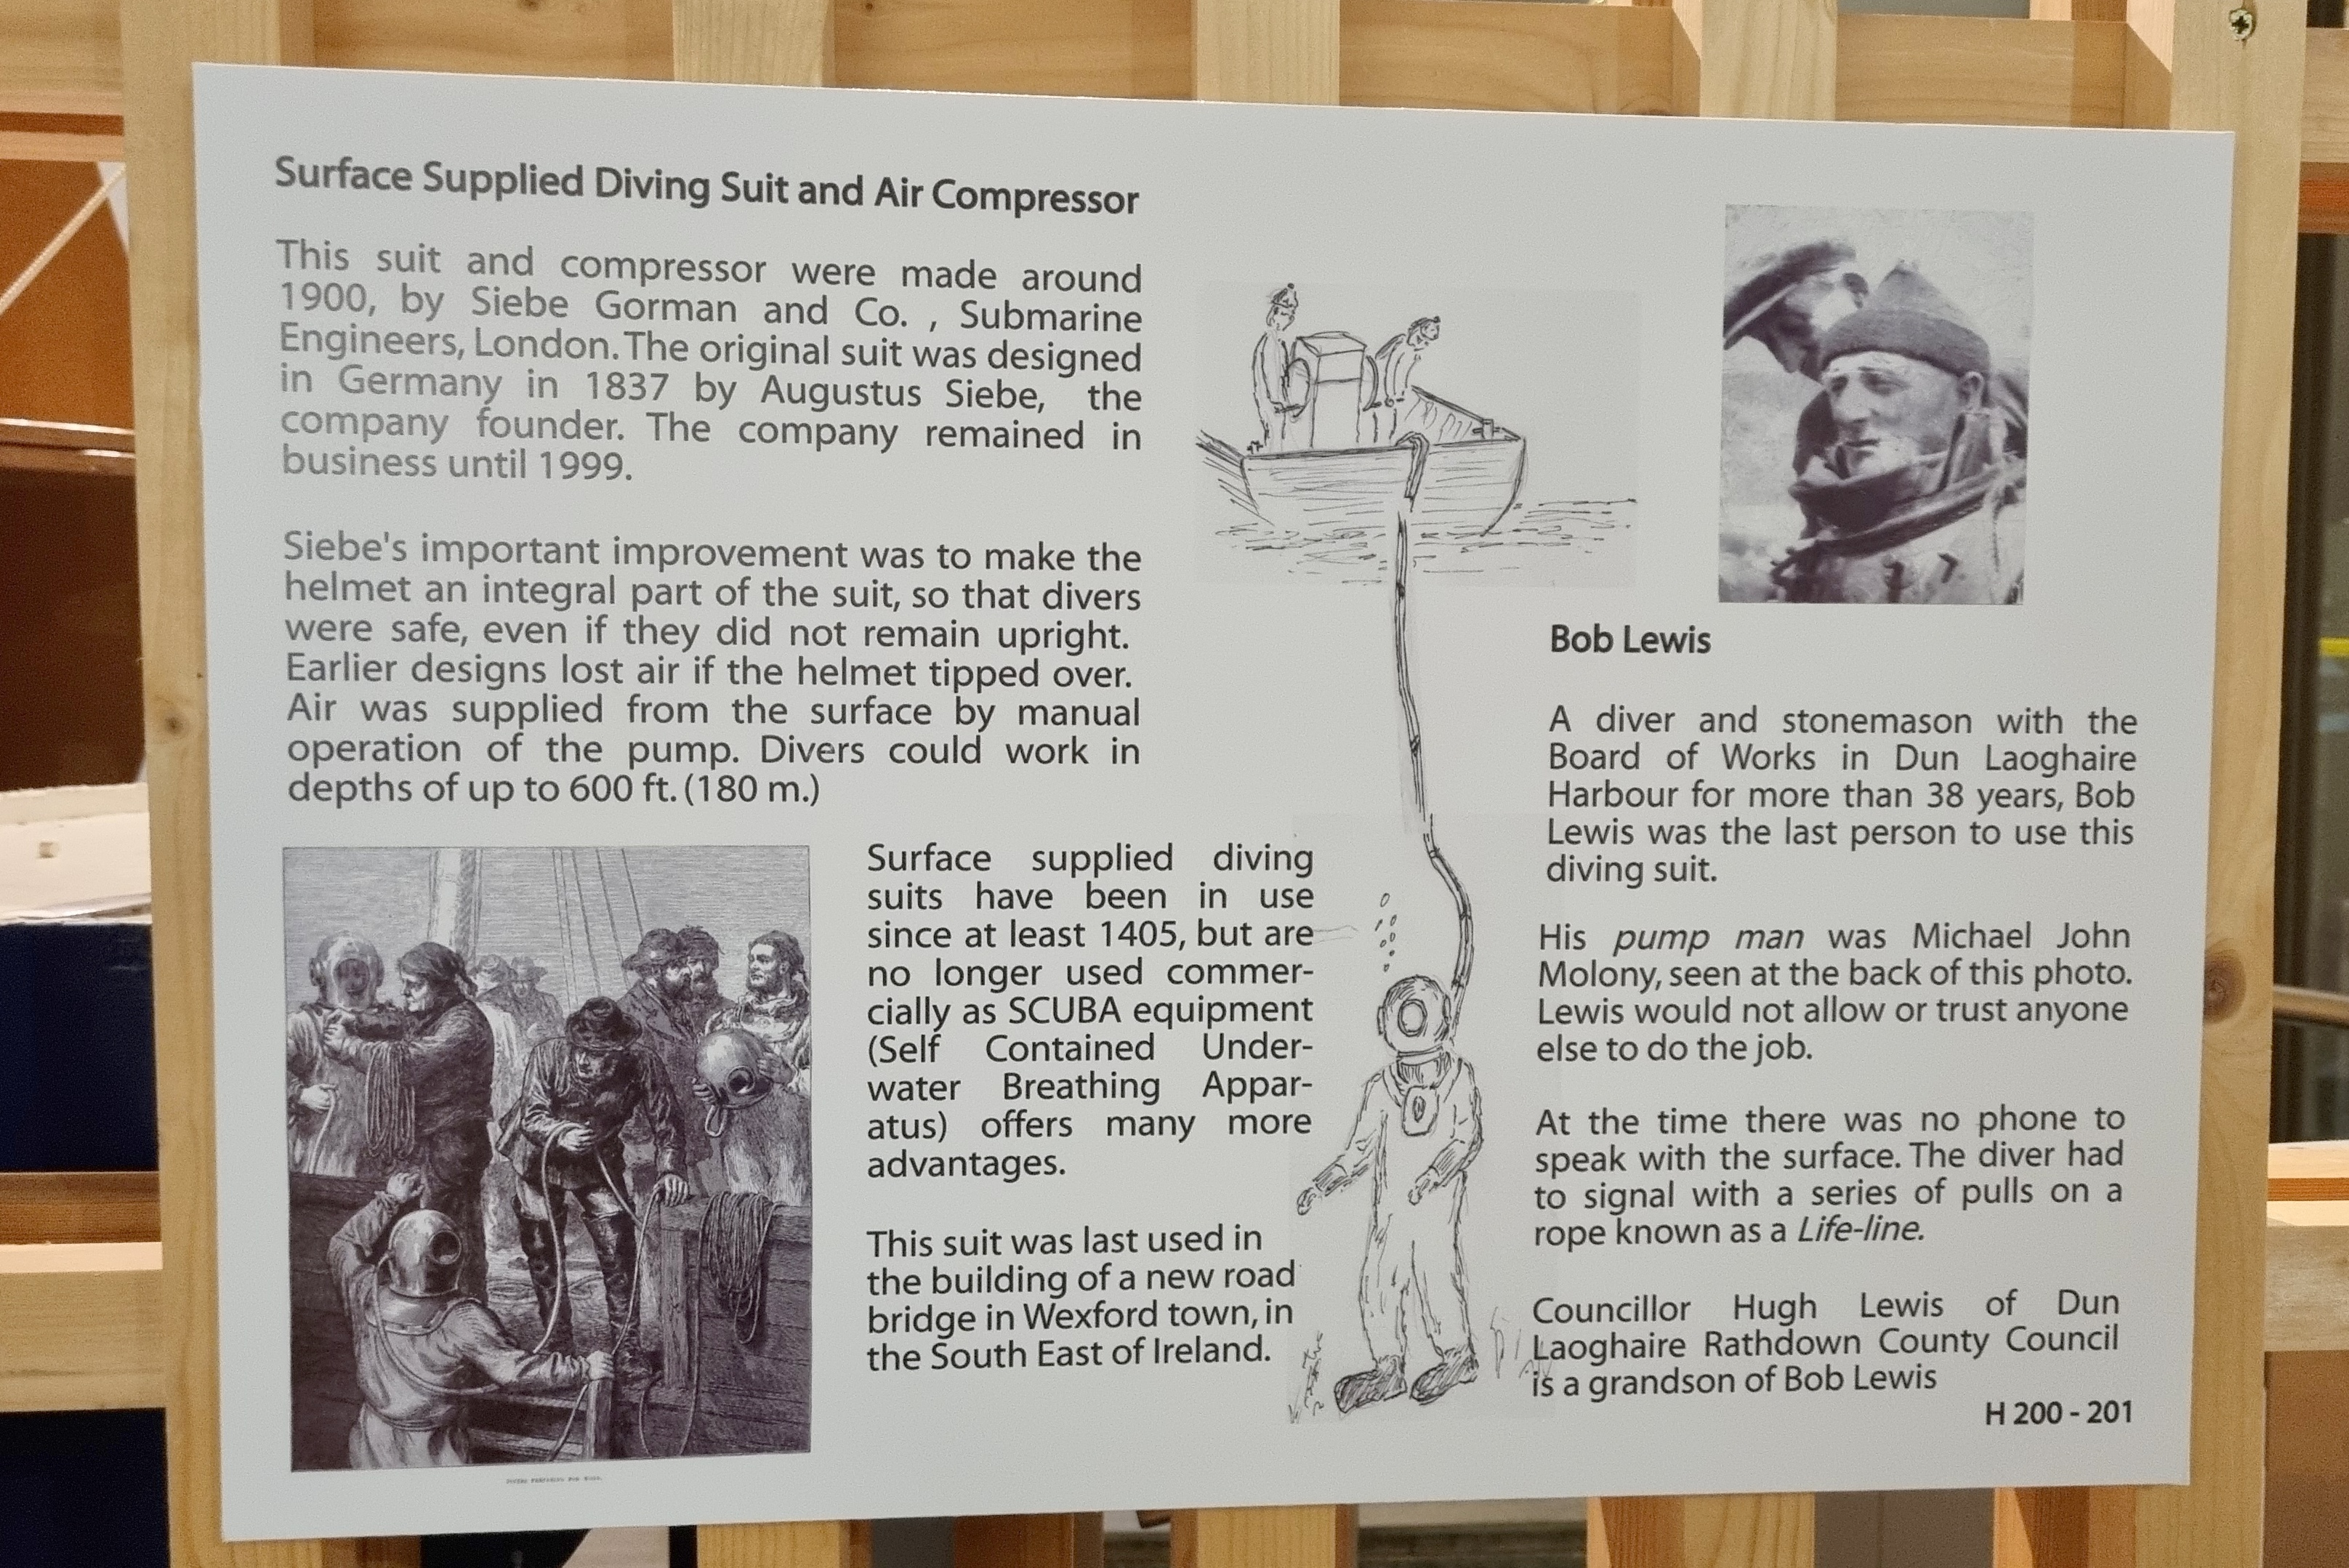 Surface Supplied Diving Suit and Air Compressor
This suit and compressor were made around
1900, by Siebe Gorman and Co. , Submarine
Engineers, London. The original suit was designed
in Germany in 1837 by Augustus Siebe, the
company founder. The company remained in
business until 1999.
Siebe's important improvement was to make the
helmet an integral part of the suit, so that divers
were safe, even if they did not remain upright.
Earlier designs lost air if the helmet tipped over.
Air was supplied from the surface by manual
operation of the pump. Divers could work in
depths of up to 600 ft. (180 m.)
Surface supplied diving
suits have been in use
since at least 1405, but are
no longer used commer-
cially as SCUBA equipment
(Self Contained Under-
water Breathing Appar-
atus) offers many more
advantages.
This suit was last used in
the building of a new road
bridge in Wexford town, in
the South East of Ireland.
Bob Lewis
A diver and stonemason with the
Board of Works in Dun Laoghaire
Harbour for more than 38 years, Bob
Lewis was the last person to use this
diving suit.
His pump man was Michael John
Molony, seen at the back of this photo.
Lewis would not allow or trust anyone
else to do the job.
At the time there was no phone to
speak with the surface. The diver had
to signal with a series of pulls on a
rope known as a Life-line.
Councillor Hugh Lewis of Dun
Laoghaire Rathdown County Council
is a grandson of Bob Lewis
H 200 - 201